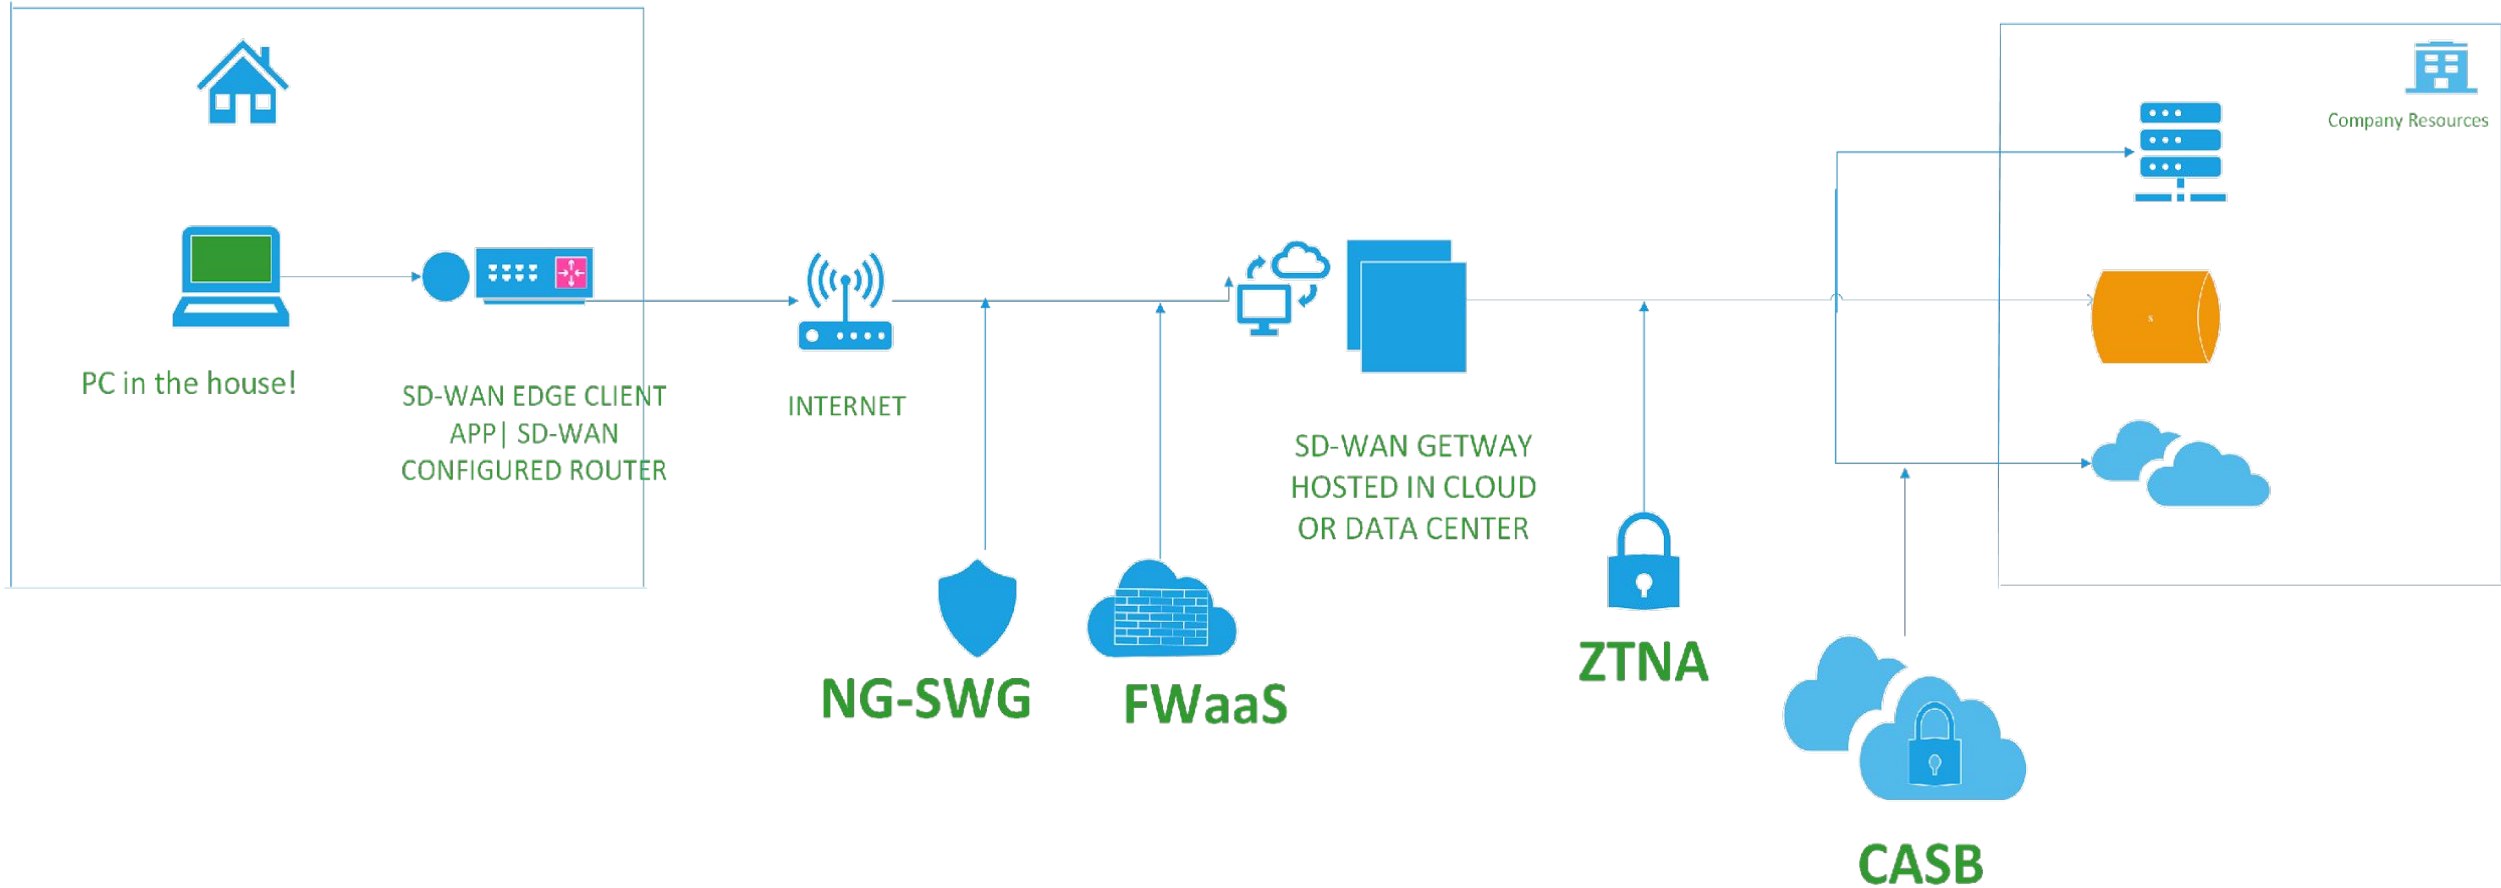 Company Resources
PC in the house!
SD-WAN EDGE CLIENT
APP| SD-WAN
CONFIGURED ROUTER
INTERNET
SD-WAN GETWAY
HOSTED IN CLOUD
OR DATA CENTER
NG-SWG
FWaaS
ZTNA
CASB